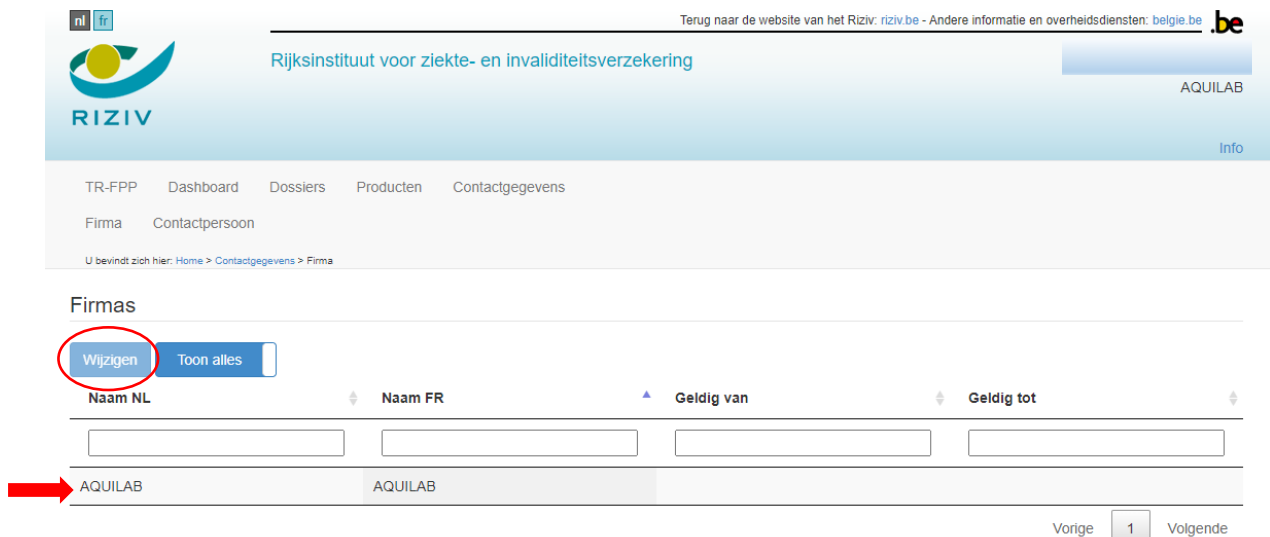 nl fr
Terug naar de website van het Riziv: riziv.be - Andere informatie en overheidsdiensten: belgie.be .be
Rijksinstituut voor ziekte- en invaliditeitsverzekering
AQUILAB
RIZIV
Info
TR-FPP Dashboard Dossiers Producten Contactgegevens
Firma Contactpersoon
U bevindt zich hier: Home > Contactgegevens > Firma
Firmas
Wijzigen Toon alles
Naam NL Naam FR Geldig van Geldig tot
AQUILAB AQUILAB
Vorige 1 Volgende